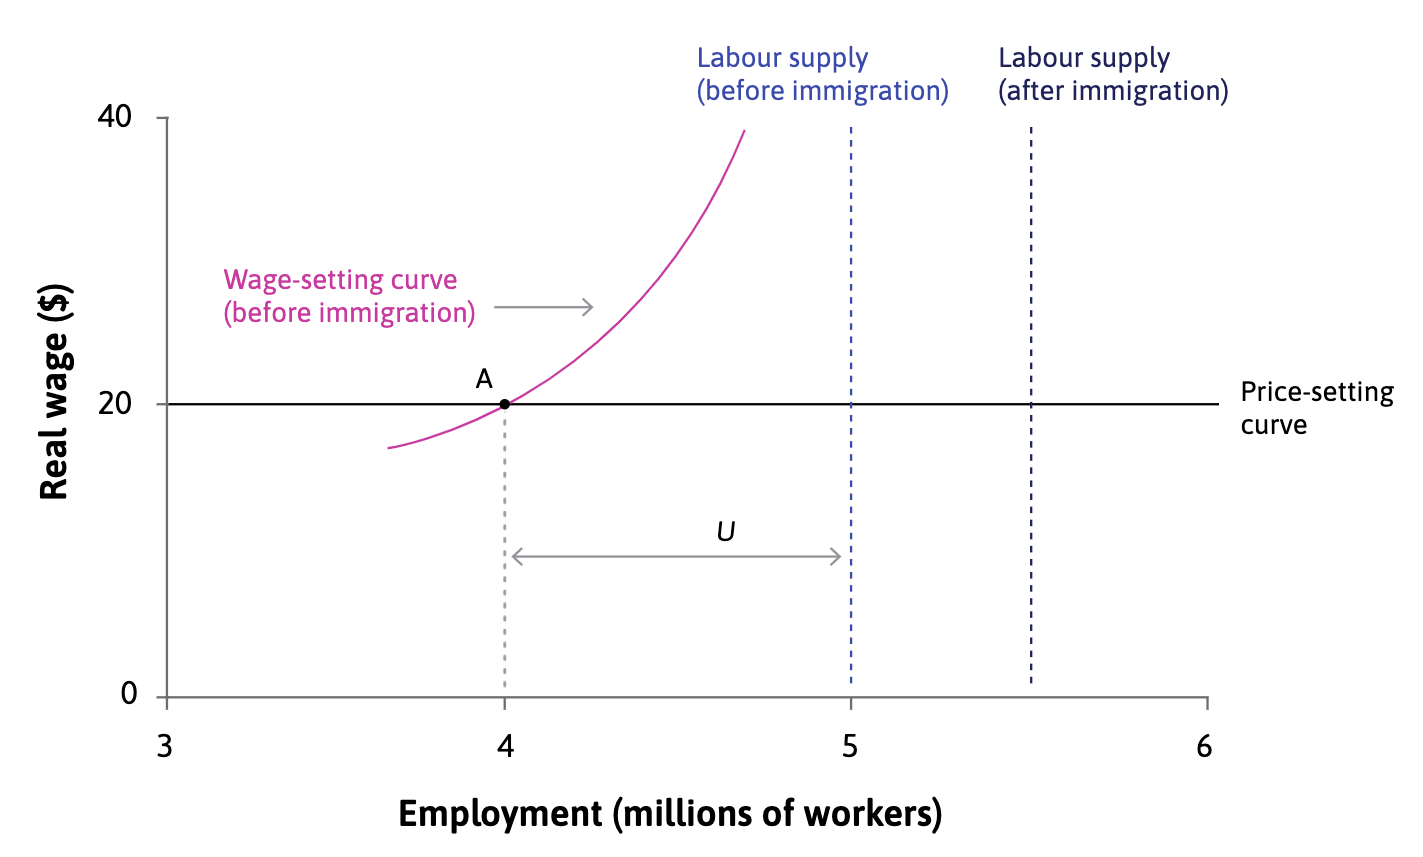 Labour supply
(before immigration)
Labour supply
(after immigration)
40
Wage-setting curve
(before immigration)
A
20
Price-setting
curve
U
0
3
4
5
6
Real wage ($)
Employment (millions of workers)